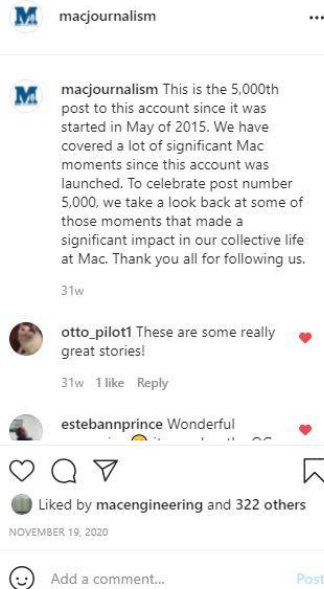 M macjournalism
M macjournalism This is the 5,000th
post to this account since it was
started in May of 2015. We have
covered a lot of significant Mac
moments since this account was
launched. To celebrate post number
5,000, we take a look back at some of
those moments that made a
significant impact in our collective life
at Mac. Thank you all for following us.
31w
otto_pilot1 These are some really
great stories!
31w 1 like Reply
estebannprince Wonderful
Liked by macengineering and 322 others
NOVEMBER 19, 2020
Add a comment... Post